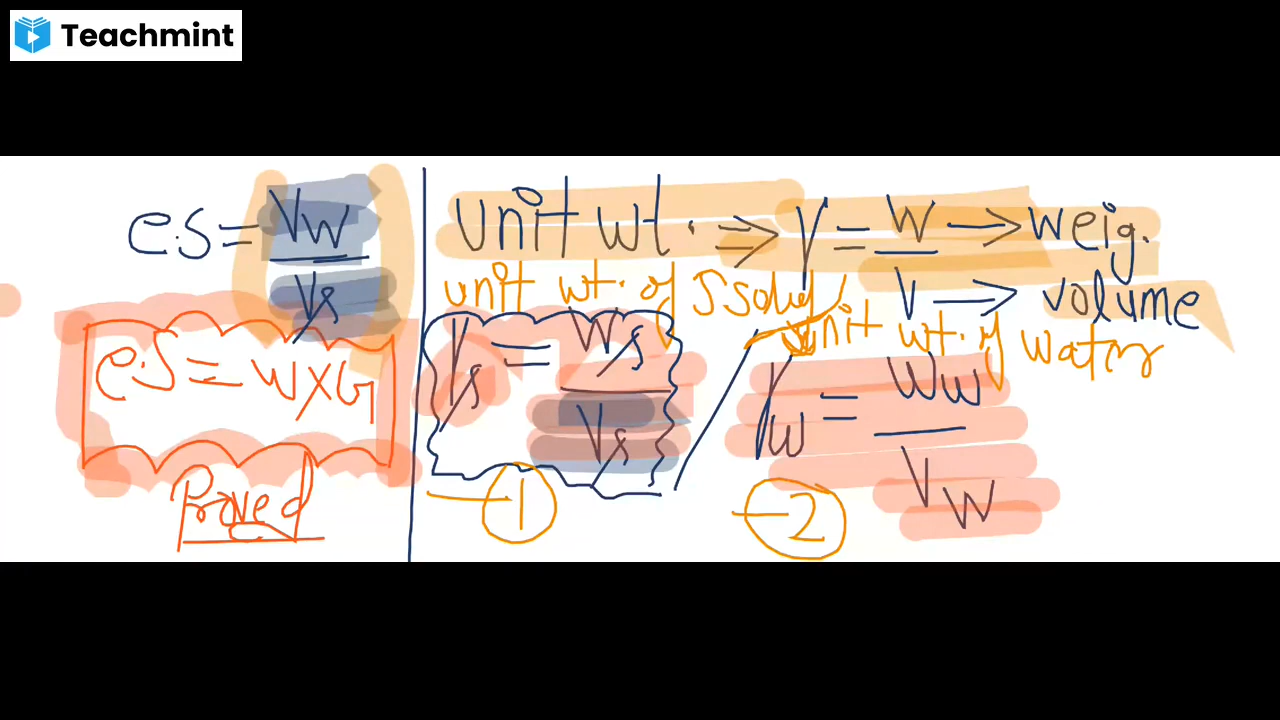 Teachmint
e.s = Vw / Vs
e.s = w x G
Proved
unit wt. ⇒ γ = W → weig.
V → volume
unit wt. of Ssolid / unit wt. of water
γs = Ws / Vs
— 1
γw = Ww / Vw
— 2